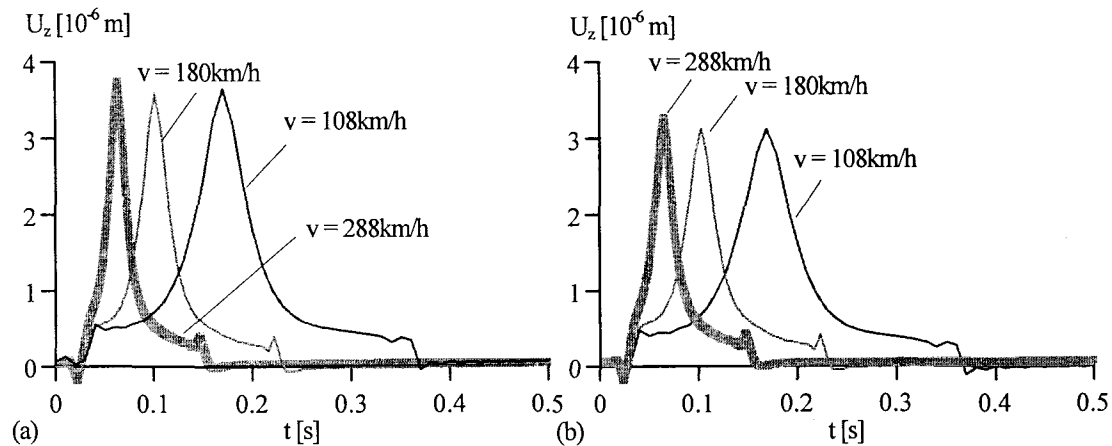 U_z [10^-6 m]
4
3
2
1
0
v = 180km/h
v = 108km/h
v = 288km/h
0 0.1 0.2 0.3 0.4 0.5
(a) t [s]
U_z [10^-6 m]
4
3
2
1
0
v = 288km/h
v = 180km/h
v = 108km/h
0 0.1 0.2 0.3 0.4 0.5
(b) t [s]